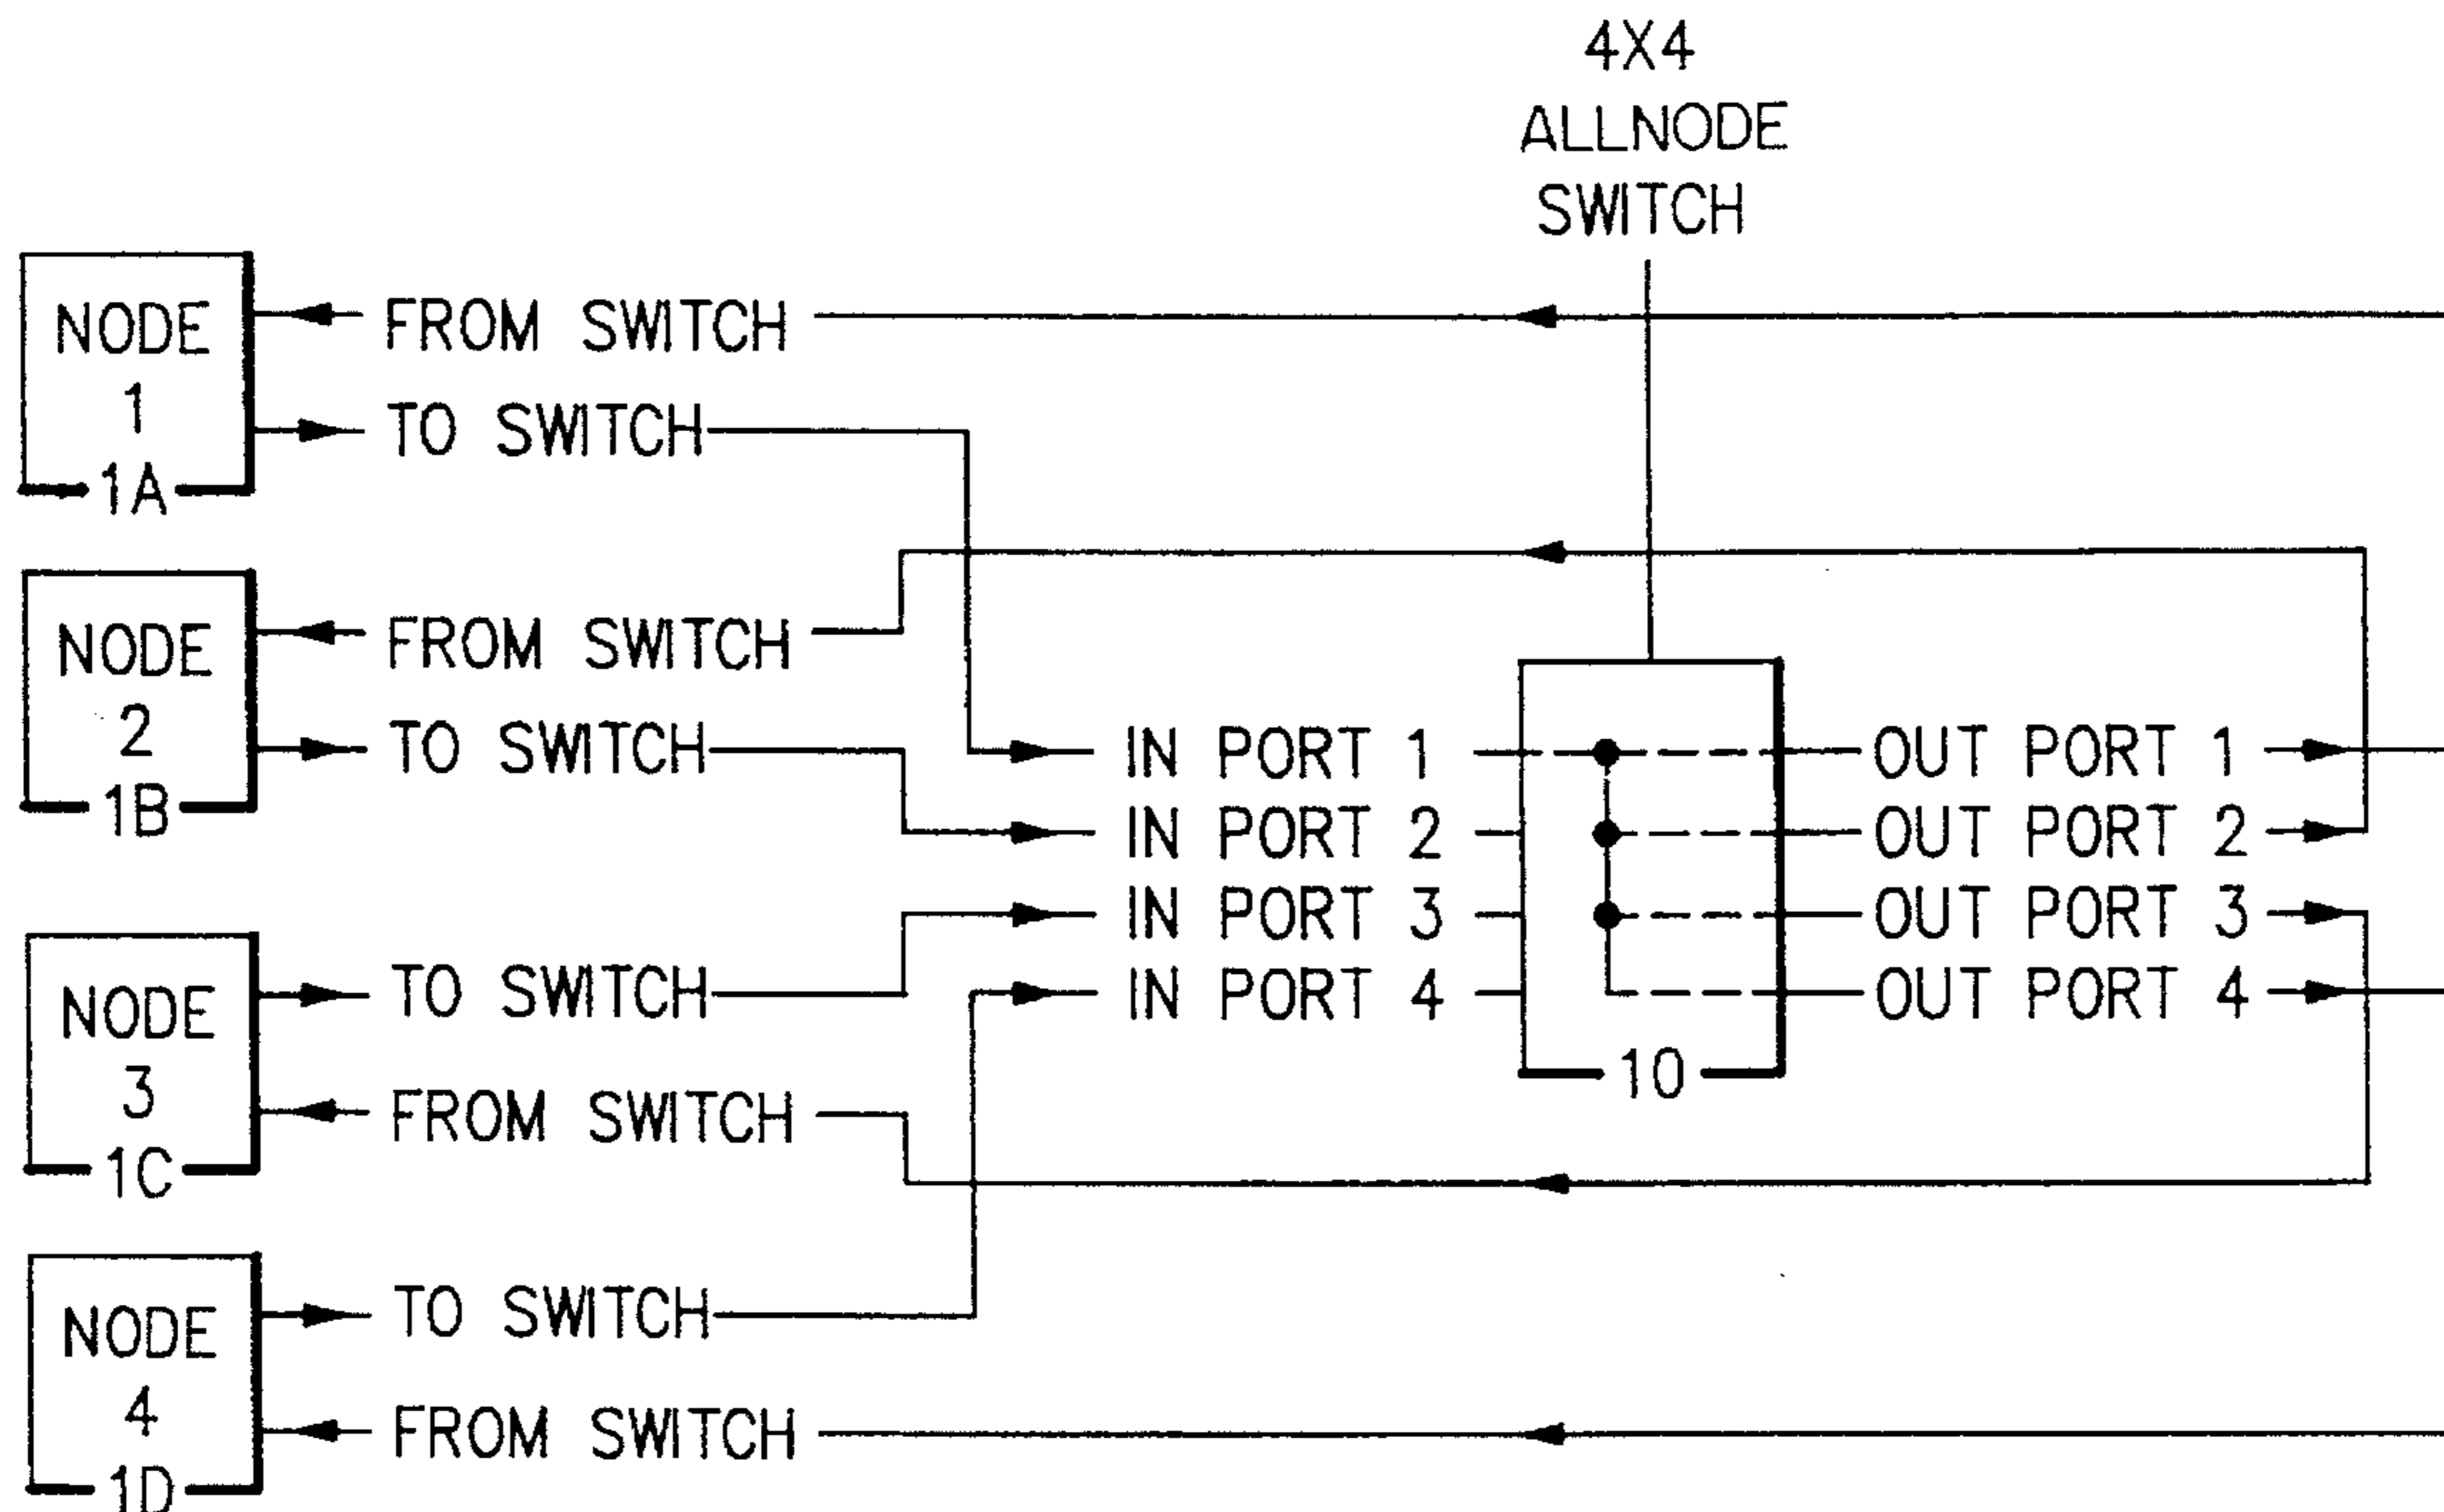 4X4
ALLNODE
SWITCH
NODE
1
1A
FROM SWITCH
TO SWITCH
NODE
2
1B
FROM SWITCH
TO SWITCH
NODE
3
1C
TO SWITCH
FROM SWITCH
NODE
4
1D
TO SWITCH
FROM SWITCH
IN PORT 1
IN PORT 2
IN PORT 3
IN PORT 4
10
OUT PORT 1
OUT PORT 2
OUT PORT 3
OUT PORT 4